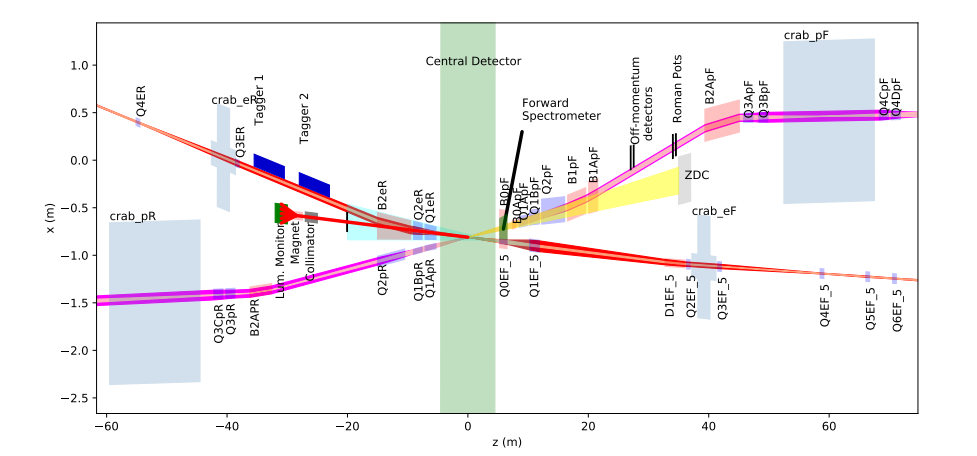 crab_pF
Central Detector
Q4ER
crab_eR
Tagger 1
Tagger 2
Q3ER
Forward
Spectrometer
Off-momentum
detectors
Roman Pots
B2ApF
Q3ApF
Q3BpF
Q4CpF
Q4DpF
ZDC
crab_pR
Lum. Monitor
Magnet
Collimator
B2eR
Q2eR
Q1eR
B0pF
Q1ApF
Q1BpF
Q2pF
B1pF
B1ApF
crab_eF
Q3CpR
Q3pR
B2APR
Q2pR
Q1BpR
Q1ApR
Q0EF_5
Q1EF_5
D1EF_5
Q2EF_5
Q3EF_5
Q4EF_5
Q5EF_5
Q6EF_5
1.0
0.5
0.0
−0.5
−1.0
−1.5
−2.0
−2.5
x (m)
−60
−40
−20
0
20
40
60
z (m)